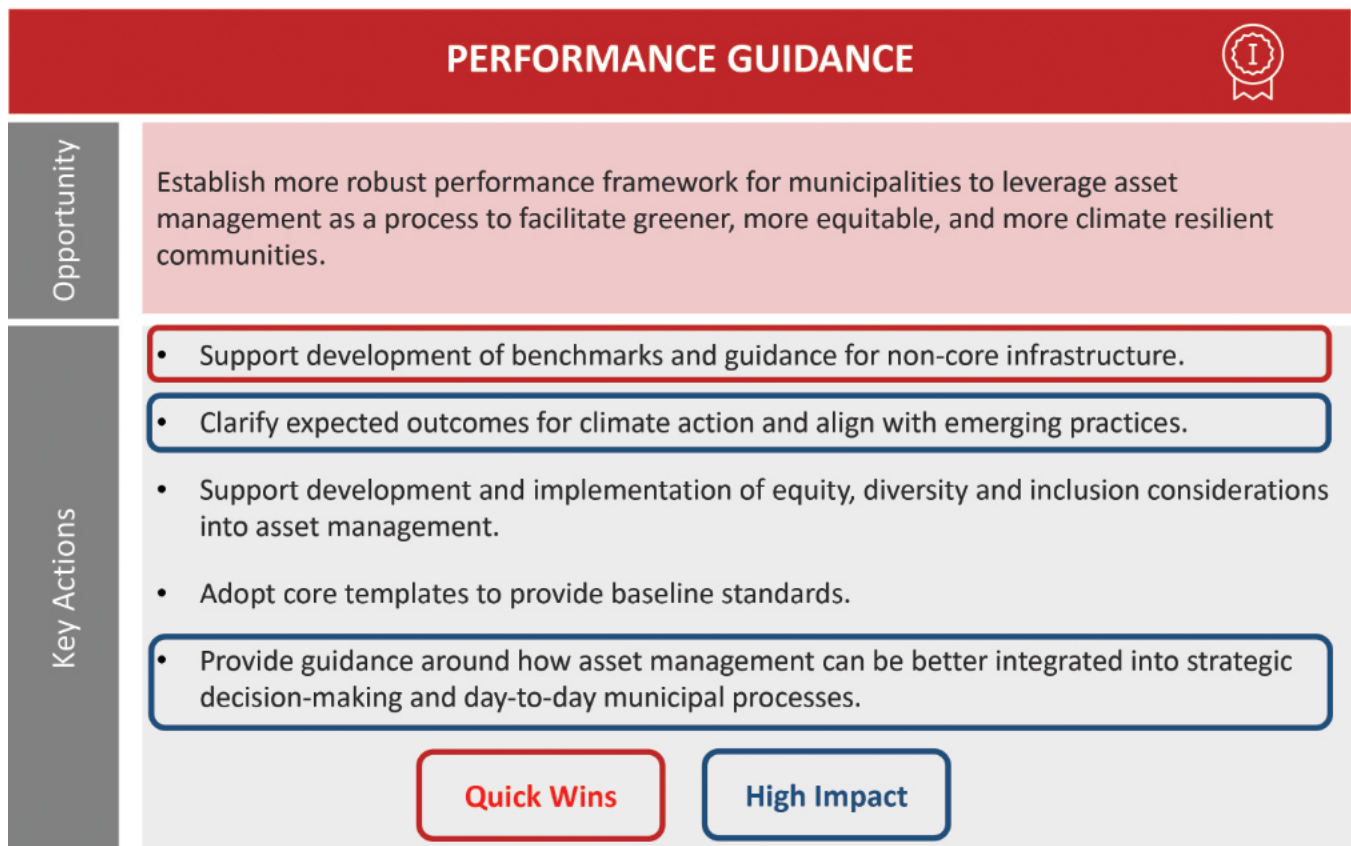 PERFORMANCE GUIDANCE
I
Opportunity
Establish more robust performance framework for municipalities to leverage asset
management as a process to facilitate greener, more equitable, and more climate resilient
communities.
Key Actions
• Support development of benchmarks and guidance for non-core infrastructure.
• Clarify expected outcomes for climate action and align with emerging practices.
• Support development and implementation of equity, diversity and inclusion considerations
into asset management.
• Adopt core templates to provide baseline standards.
• Provide guidance around how asset management can be better integrated into strategic
decision-making and day-to-day municipal processes.
Quick Wins
High Impact